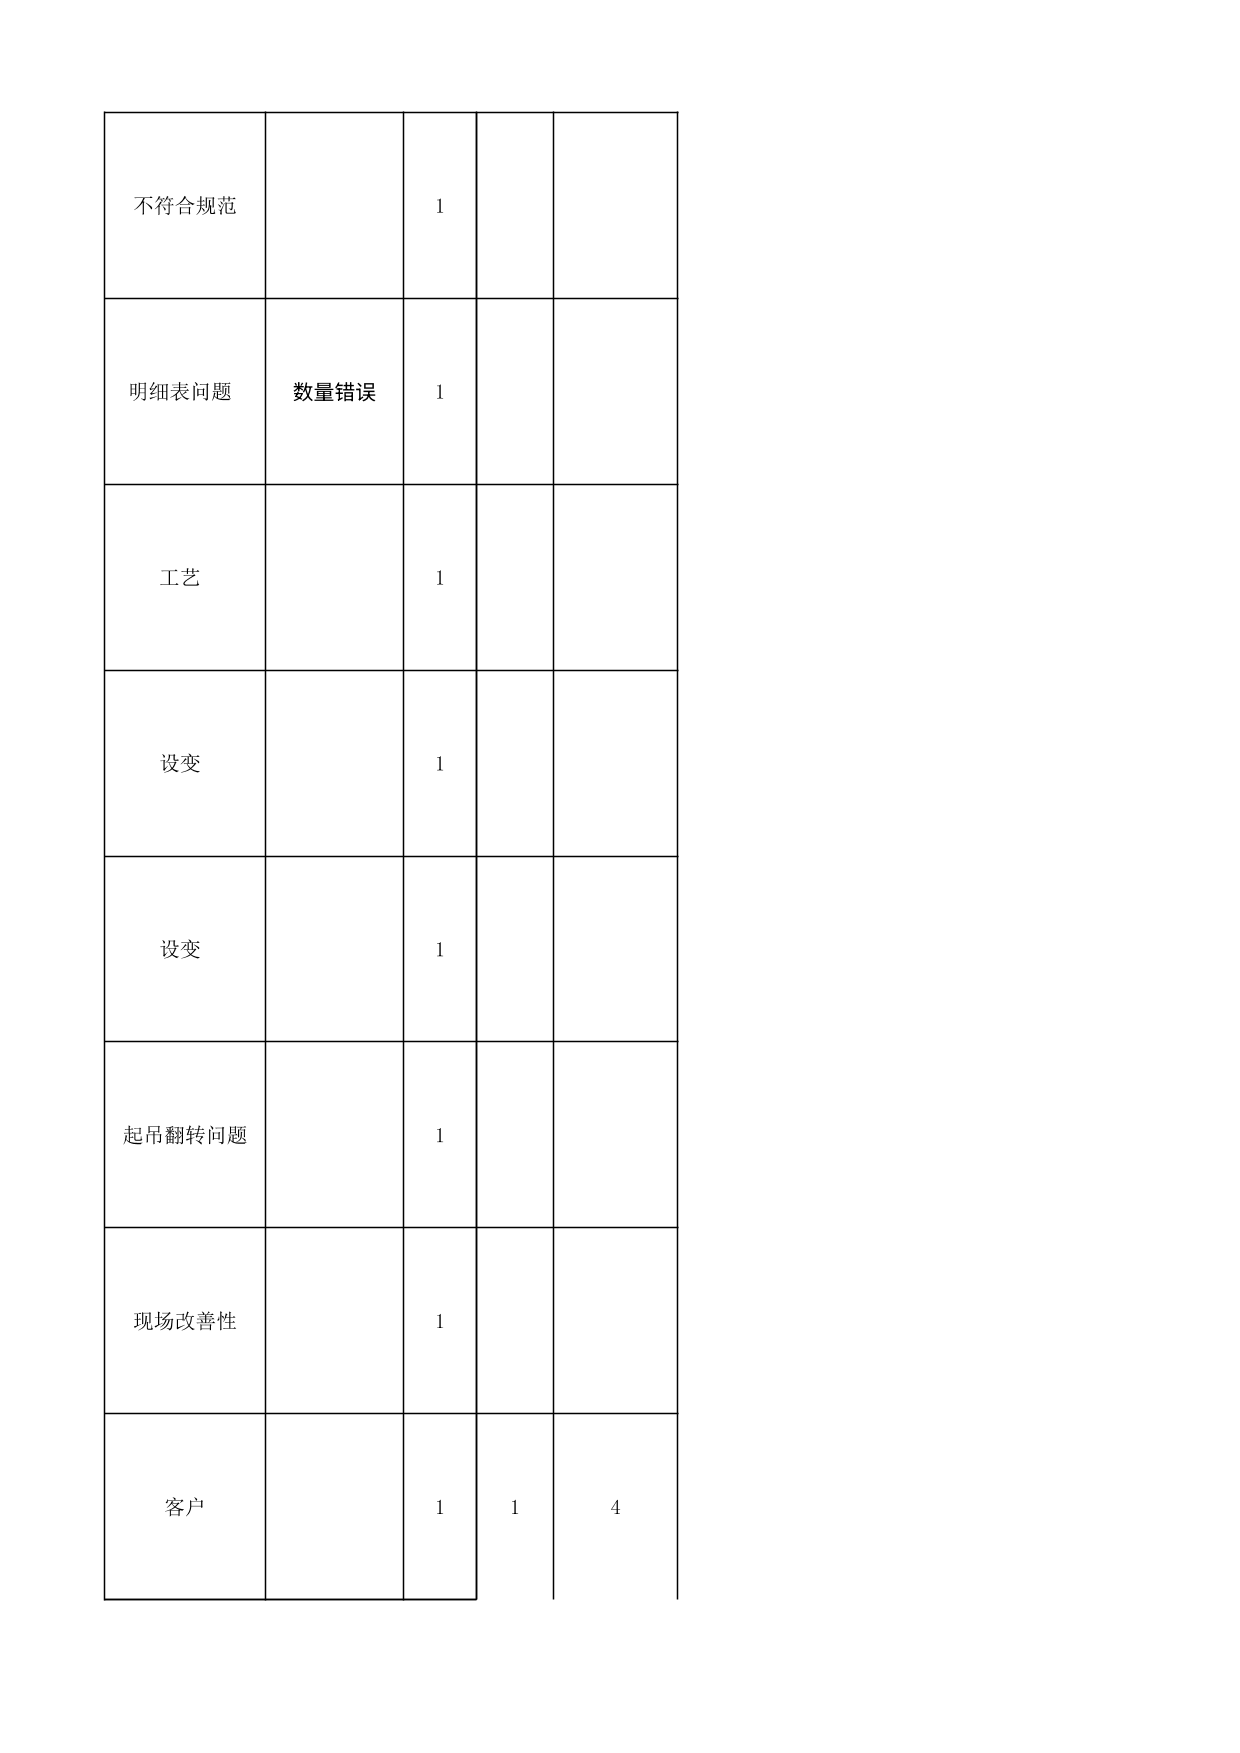 不符合规范 1
明细表问题 数量错误 1
工艺 1
设变 1
设变 1
起吊翻转问题 1
现场改善性 1
客户 1 1 4